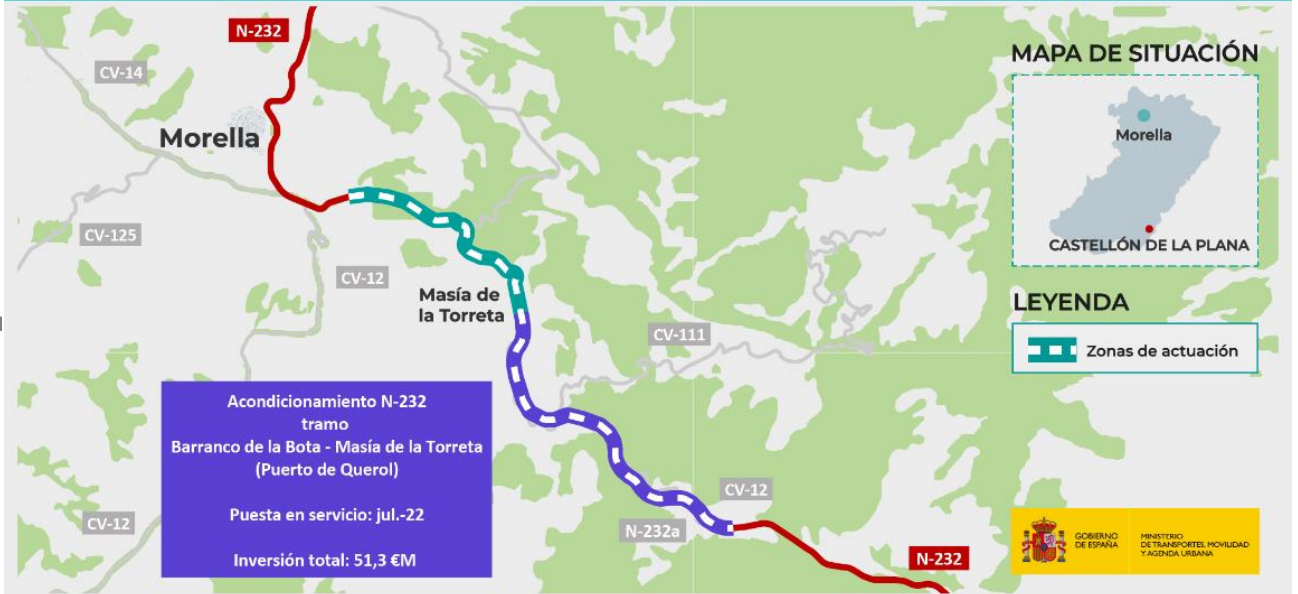 N-232
CV-14
Morella
CV-125
CV-12
Masía de
la Torreta
CV-111
Acondicionamiento N-232
tramo
Barranco de la Bota - Masía de la Torreta
(Puerto de Querol)
Puesta en servicio: jul.-22
Inversión total: 51,3 €M
CV-12
CV-12
N-232a
N-232
MAPA DE SITUACIÓN
Morella
CASTELLÓN DE LA PLANA
LEYENDA
Zonas de actuación
GOBIERNO
DE ESPAÑA
MINISTERIO
DE TRANSPORTES, MOVILIDAD
Y AGENDA URBANA